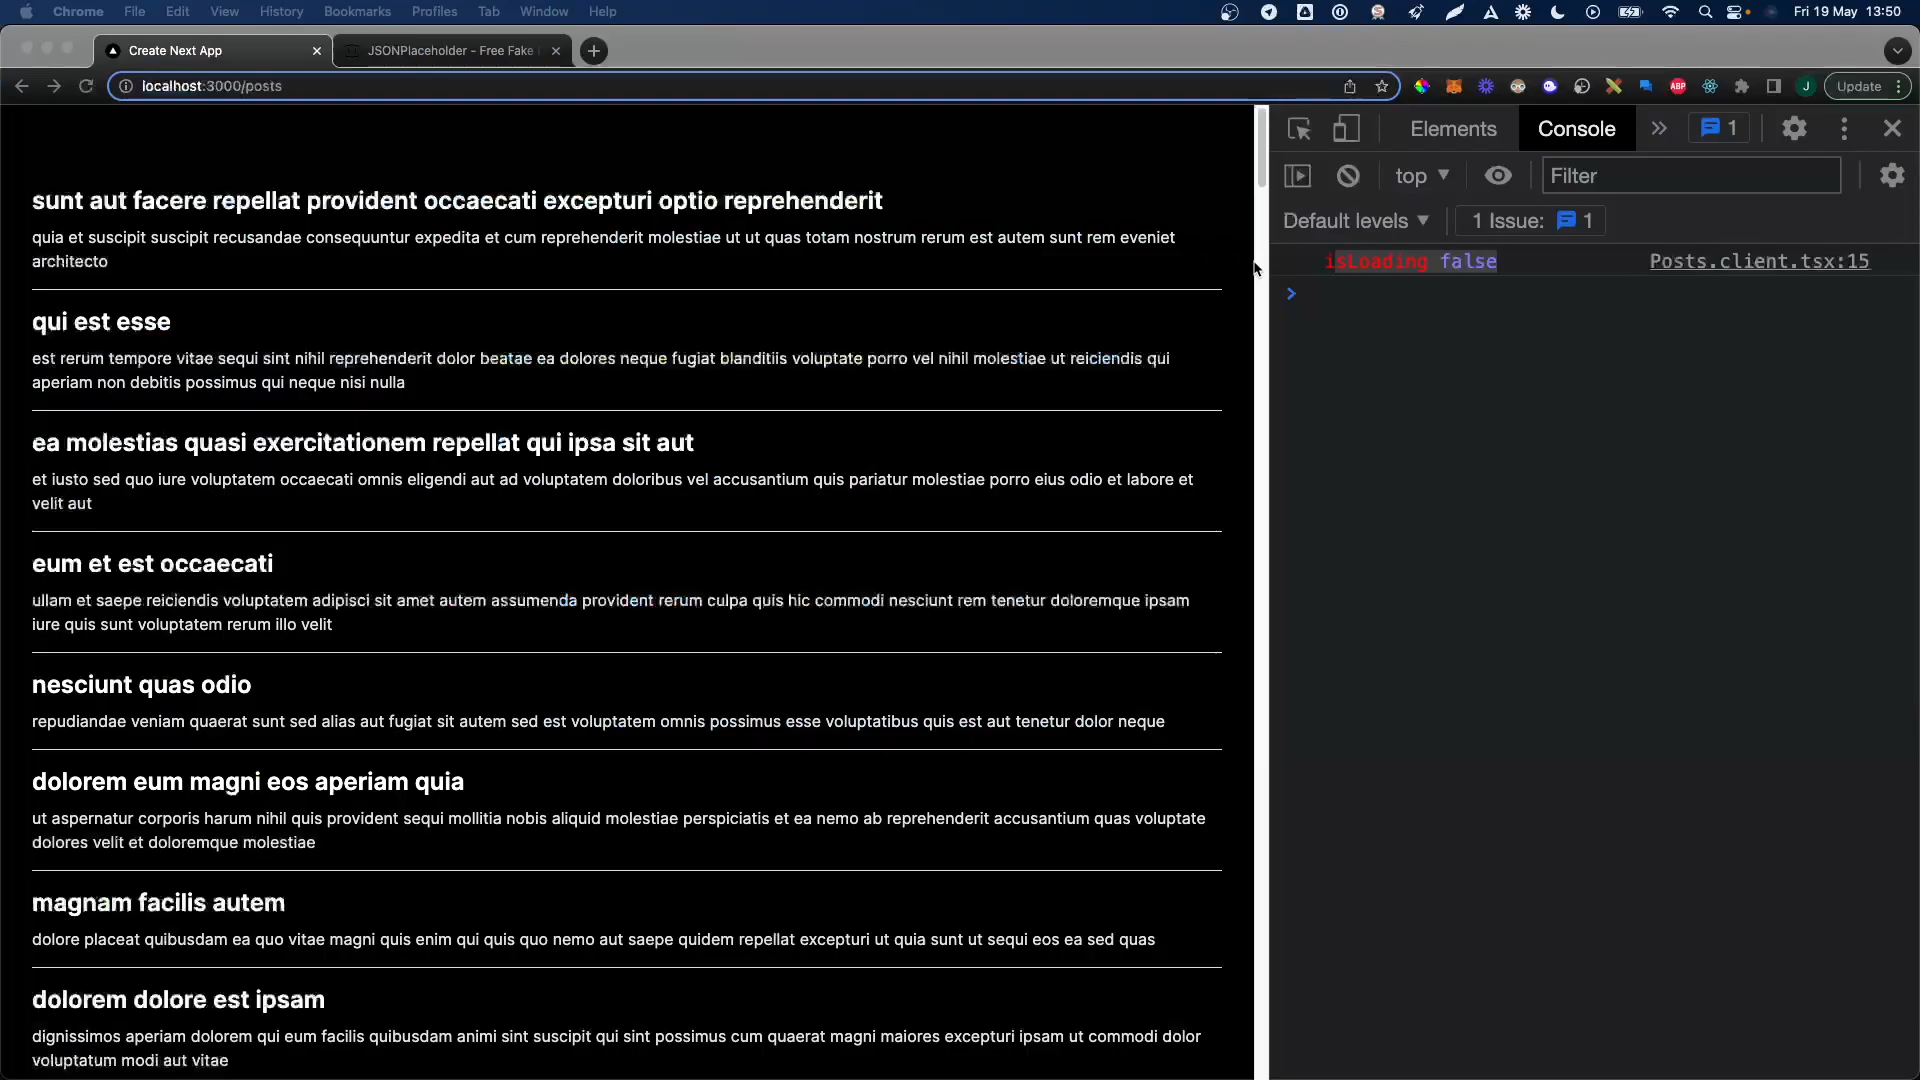 Chrome File Edit View History Bookmarks Profiles Tab Window Help Fri 19 May 13:50
Create Next App JSONPlaceholder - Free Fake
localhost:3000/posts ABP J Update
Elements Console 1
top Filter
Default levels 1 Issue: 1
isLoading false Posts.client.tsx:15
sunt aut facere repellat provident occaecati excepturi optio reprehenderit
quia et suscipit suscipit recusandae consequuntur expedita et cum reprehenderit molestiae ut ut quas totam nostrum rerum est autem sunt rem eveniet
architecto
qui est esse
est rerum tempore vitae sequi sint nihil reprehenderit dolor beatae ea dolores neque fugiat blanditiis voluptate porro vel nihil molestiae ut reiciendis qui
aperiam non debitis possimus qui neque nisi nulla
ea molestias quasi exercitationem repellat qui ipsa sit aut
et iusto sed quo iure voluptatem occaecati omnis eligendi aut ad voluptatem doloribus vel accusantium quis pariatur molestiae porro eius odio et labore et
velit aut
eum et est occaecati
ullam et saepe reiciendis voluptatem adipisci sit amet autem assumenda provident rerum culpa quis hic commodi nesciunt rem tenetur doloremque ipsam
iure quis sunt voluptatem rerum illo velit
nesciunt quas odio
repudiandae veniam quaerat sunt sed alias aut fugiat sit autem sed est voluptatem omnis possimus esse voluptatibus quis est aut tenetur dolor neque
dolorem eum magni eos aperiam quia
ut aspernatur corporis harum nihil quis provident sequi mollitia nobis aliquid molestiae perspiciatis et ea nemo ab reprehenderit accusantium quas voluptate
dolores velit et doloremque molestiae
magnam facilis autem
dolore placeat quibusdam ea quo vitae magni quis enim qui quis quo nemo aut saepe quidem repellat excepturi ut quia sunt ut sequi eos ea sed quas
dolorem dolore est ipsam
dignissimos aperiam dolorem qui eum facilis quibusdam animi sint suscipit qui sint possimus cum quaerat magni maiores excepturi ipsam ut commodi dolor
voluptatum modi aut vitae